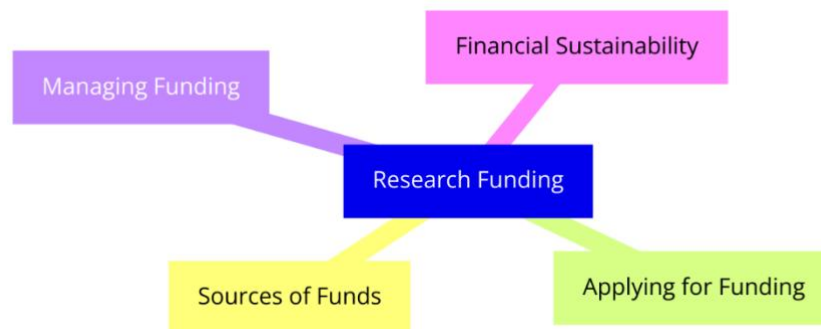 Financial Sustainability
Managing Funding
Research Funding
Sources of Funds
Applying for Funding